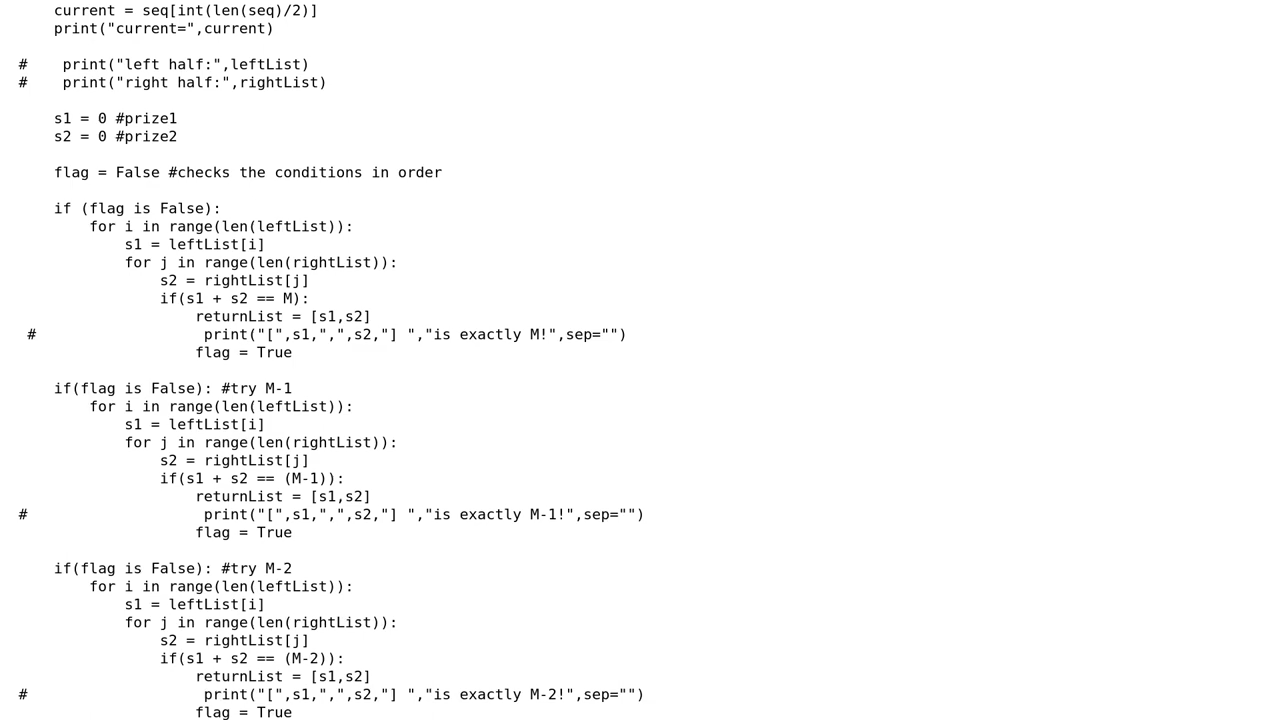 current = seq[int(len(seq)/2)]
    print("current=",current)

#    print("left half:",leftList)
#    print("right half:",rightList)

    s1 = 0 #prize1
    s2 = 0 #prize2

    flag = False #checks the conditions in order

    if (flag is False):
        for i in range(len(leftList)):
            s1 = leftList[i]
            for j in range(len(rightList)):
                s2 = rightList[j]
                if(s1 + s2 == M):
                    returnList = [s1,s2]
 #                   print("[",s1,",",s2,"] ","is exactly M!",sep="")
                    flag = True

    if(flag is False): #try M-1
        for i in range(len(leftList)):
            s1 = leftList[i]
            for j in range(len(rightList)):
                s2 = rightList[j]
                if(s1 + s2 == (M-1)):
                    returnList = [s1,s2]
#                    print("[",s1,",",s2,"] ","is exactly M-1!",sep="")
                    flag = True

    if(flag is False): #try M-2
        for i in range(len(leftList)):
            s1 = leftList[i]
            for j in range(len(rightList)):
                s2 = rightList[j]
                if(s1 + s2 == (M-2)):
                    returnList = [s1,s2]
#                    print("[",s1,",",s2,"] ","is exactly M-2!",sep="")
                    flag = True